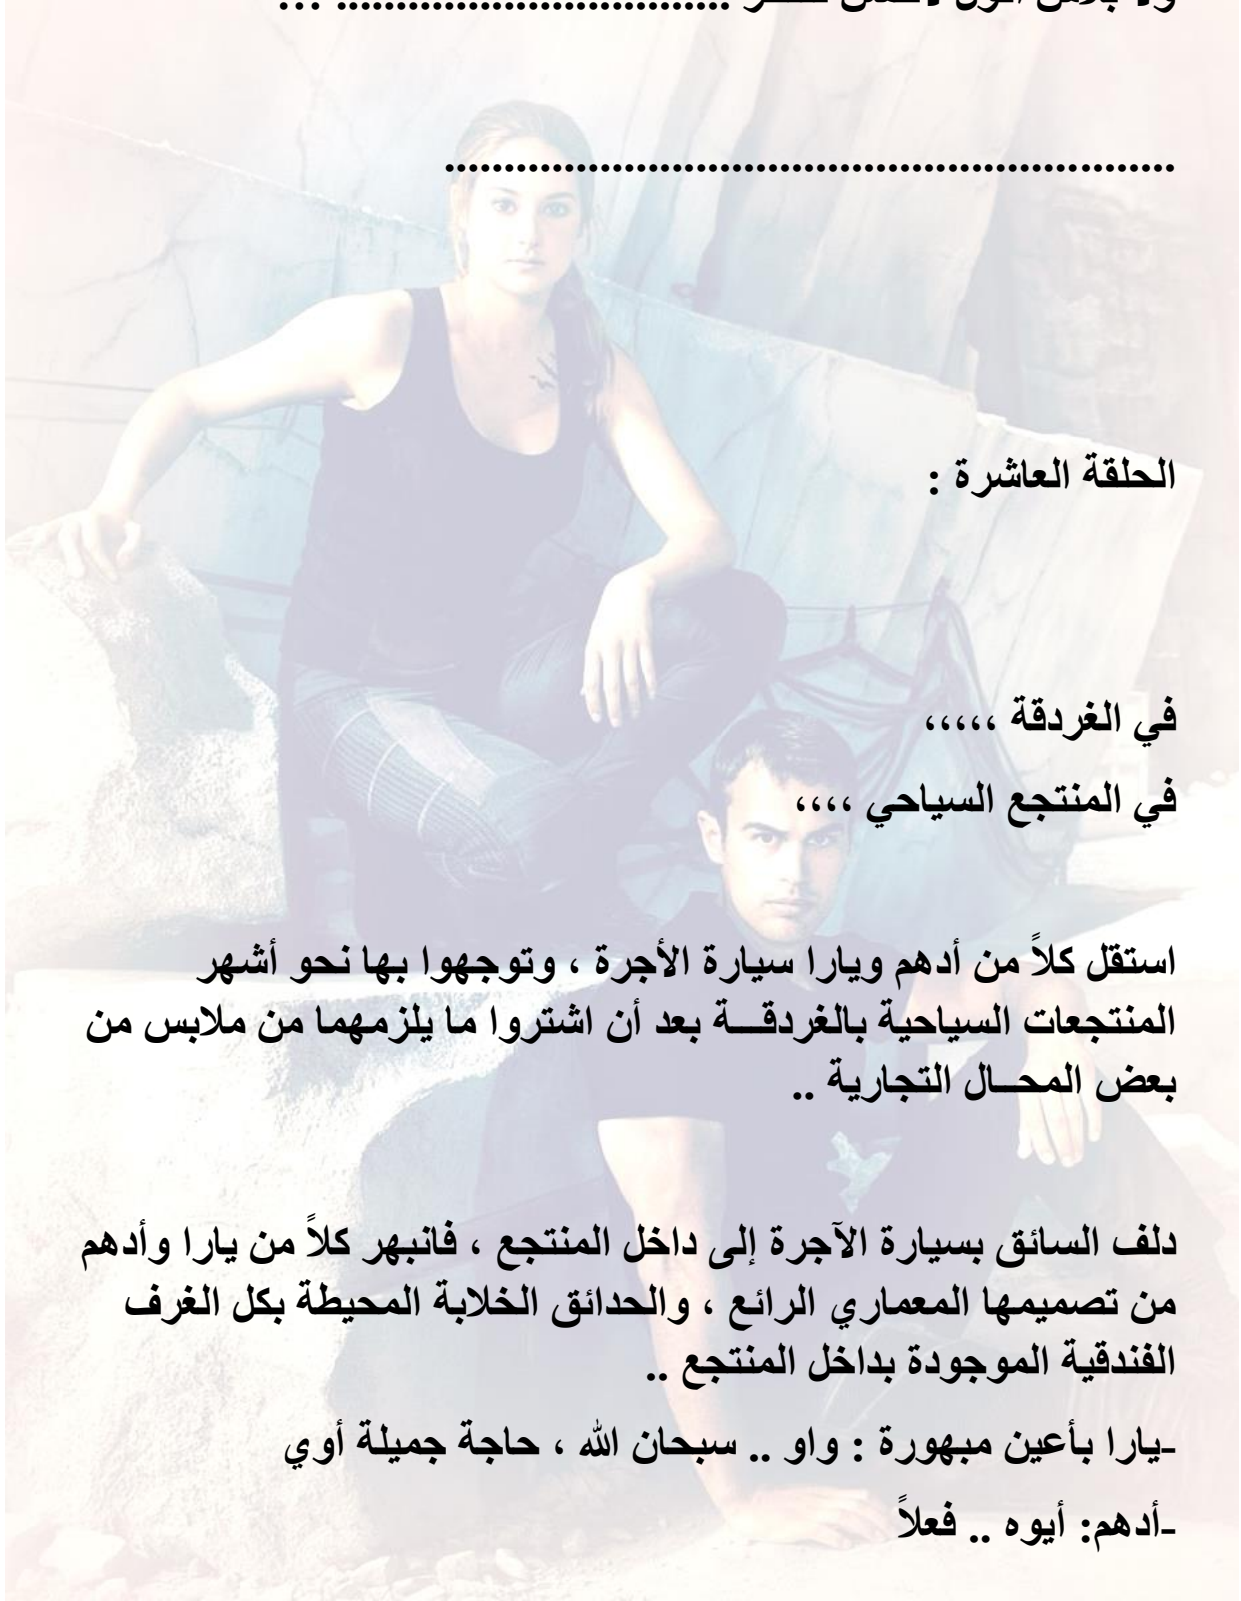 ..............................................................
الحلقة العاشرة :
في الغردقة ،،،،،
في المنتجع السياحي ،،،،
استقل كلاً من أدهم ويارا سيارة الأجرة ، وتوجهوا بها نحو أشهر
المنتجعات السياحية بالغردقـــة بعد أن اشتروا ما يلزمهما من ملابس من
بعض المحـــال التجارية ..
دلف السائق بسيارة الآجرة إلى داخل المنتجع ، فانبهر كلاً من يارا وأدهم
من تصميمها المعماري الرائع ، والحدائق الخلابة المحيطة بكل الغرف
الفندقية الموجودة بداخل المنتجع ..
-يارا بأعين مبهورة : واو .. سبحان الله ، حاجة جميلة أوي
-أدهم: أيوه .. فعلاً